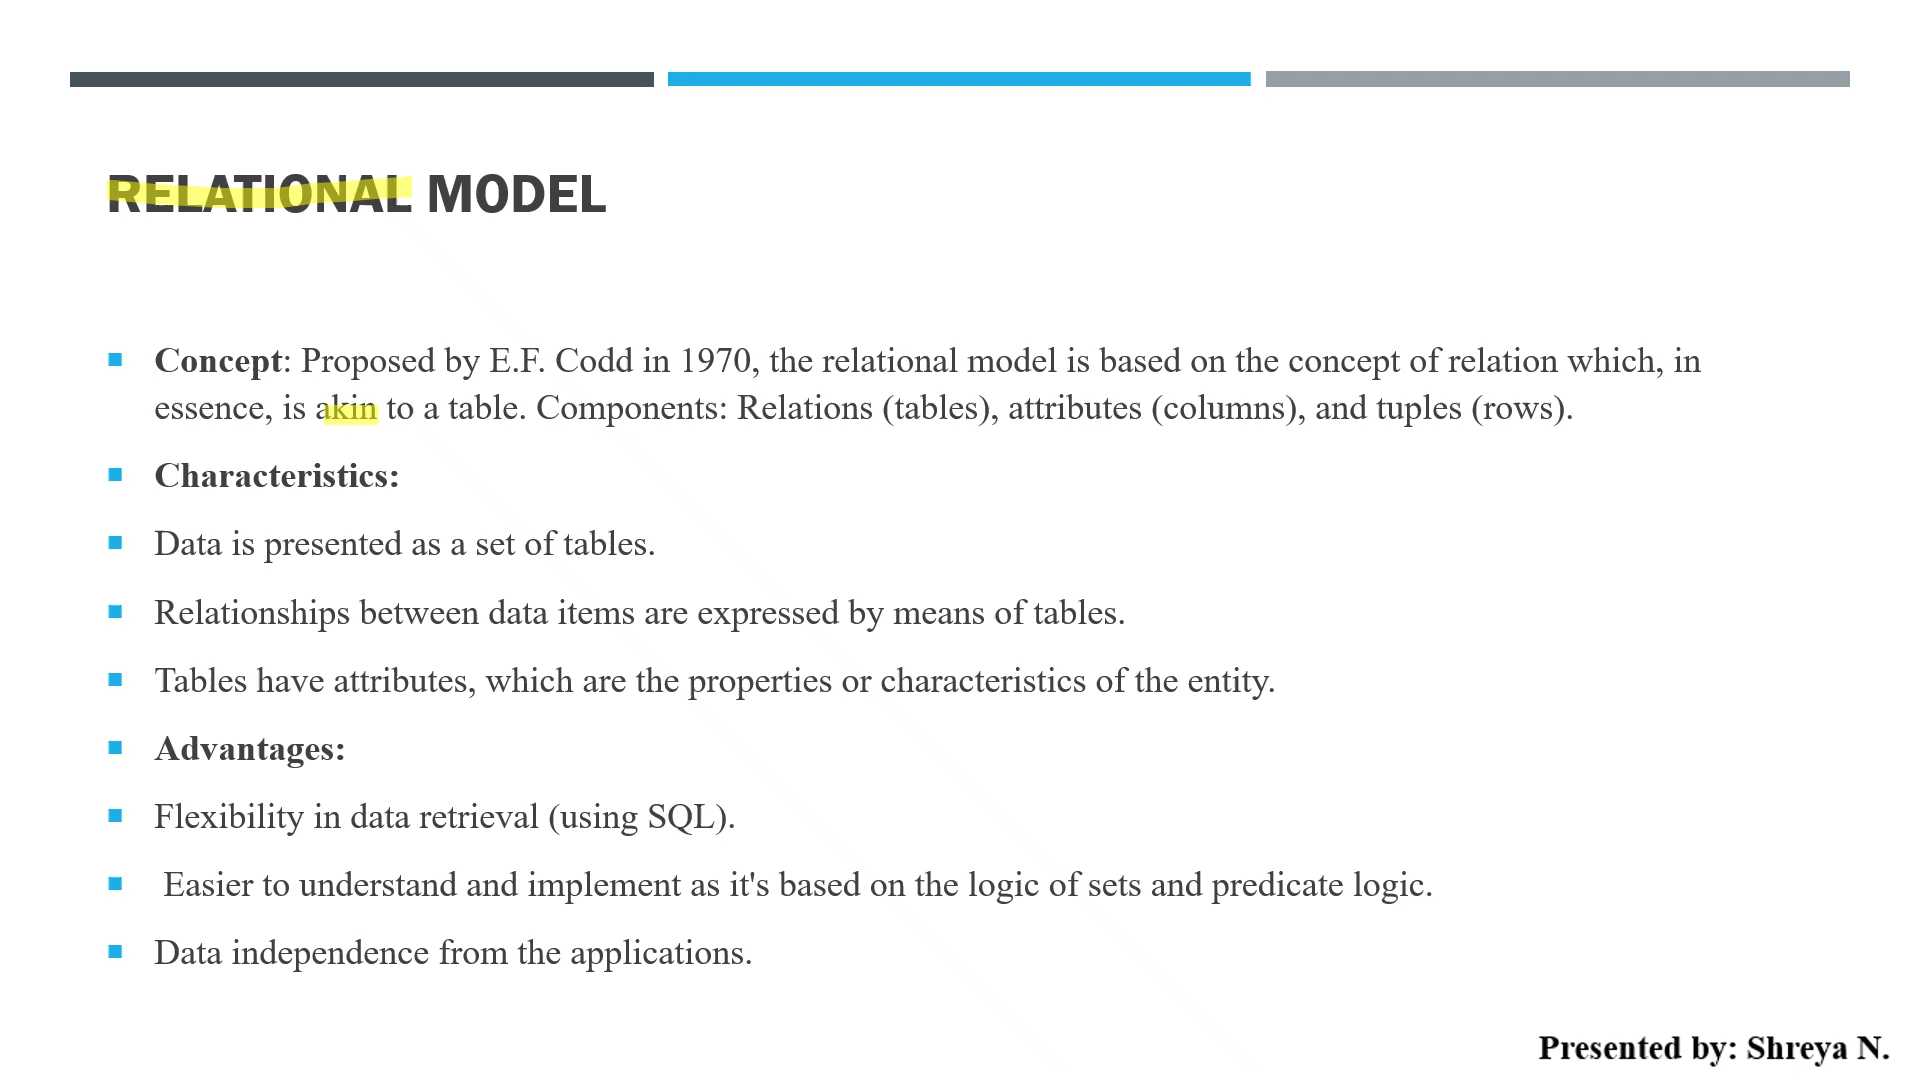 RELATIONAL MODEL
Concept: Proposed by E.F. Codd in 1970, the relational model is based on the concept of relation which, in
essence, is akin to a table. Components: Relations (tables), attributes (columns), and tuples (rows).
Characteristics:
Data is presented as a set of tables.
Relationships between data items are expressed by means of tables.
Tables have attributes, which are the properties or characteristics of the entity.
Advantages:
Flexibility in data retrieval (using SQL).
Easier to understand and implement as it's based on the logic of sets and predicate logic.
Data independence from the applications.
Presented by: Shreya N.